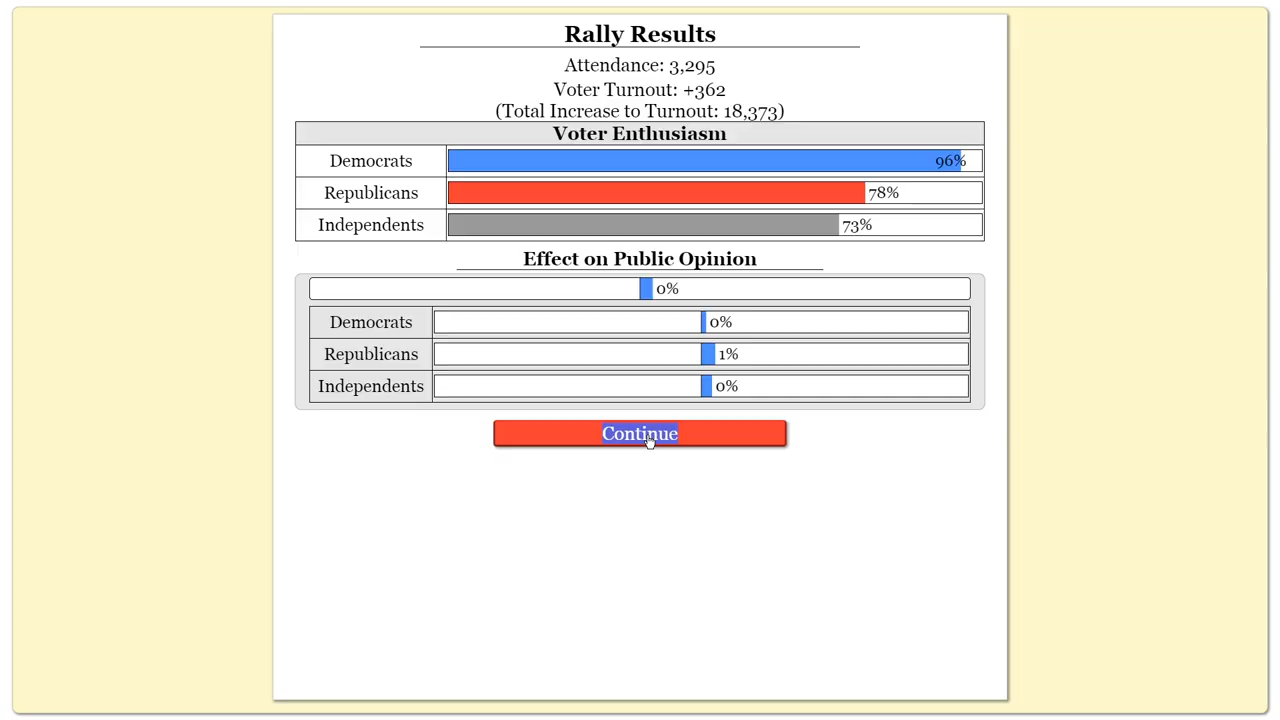 Rally Results
Attendance: 3,295
Voter Turnout: +362
(Total Increase to Turnout: 18,373)
Voter Enthusiasm
Democrats 96%
Republicans 78%
Independents 73%
Effect on Public Opinion
0%
Democrats 0%
Republicans 1%
Independents 0%
Continue